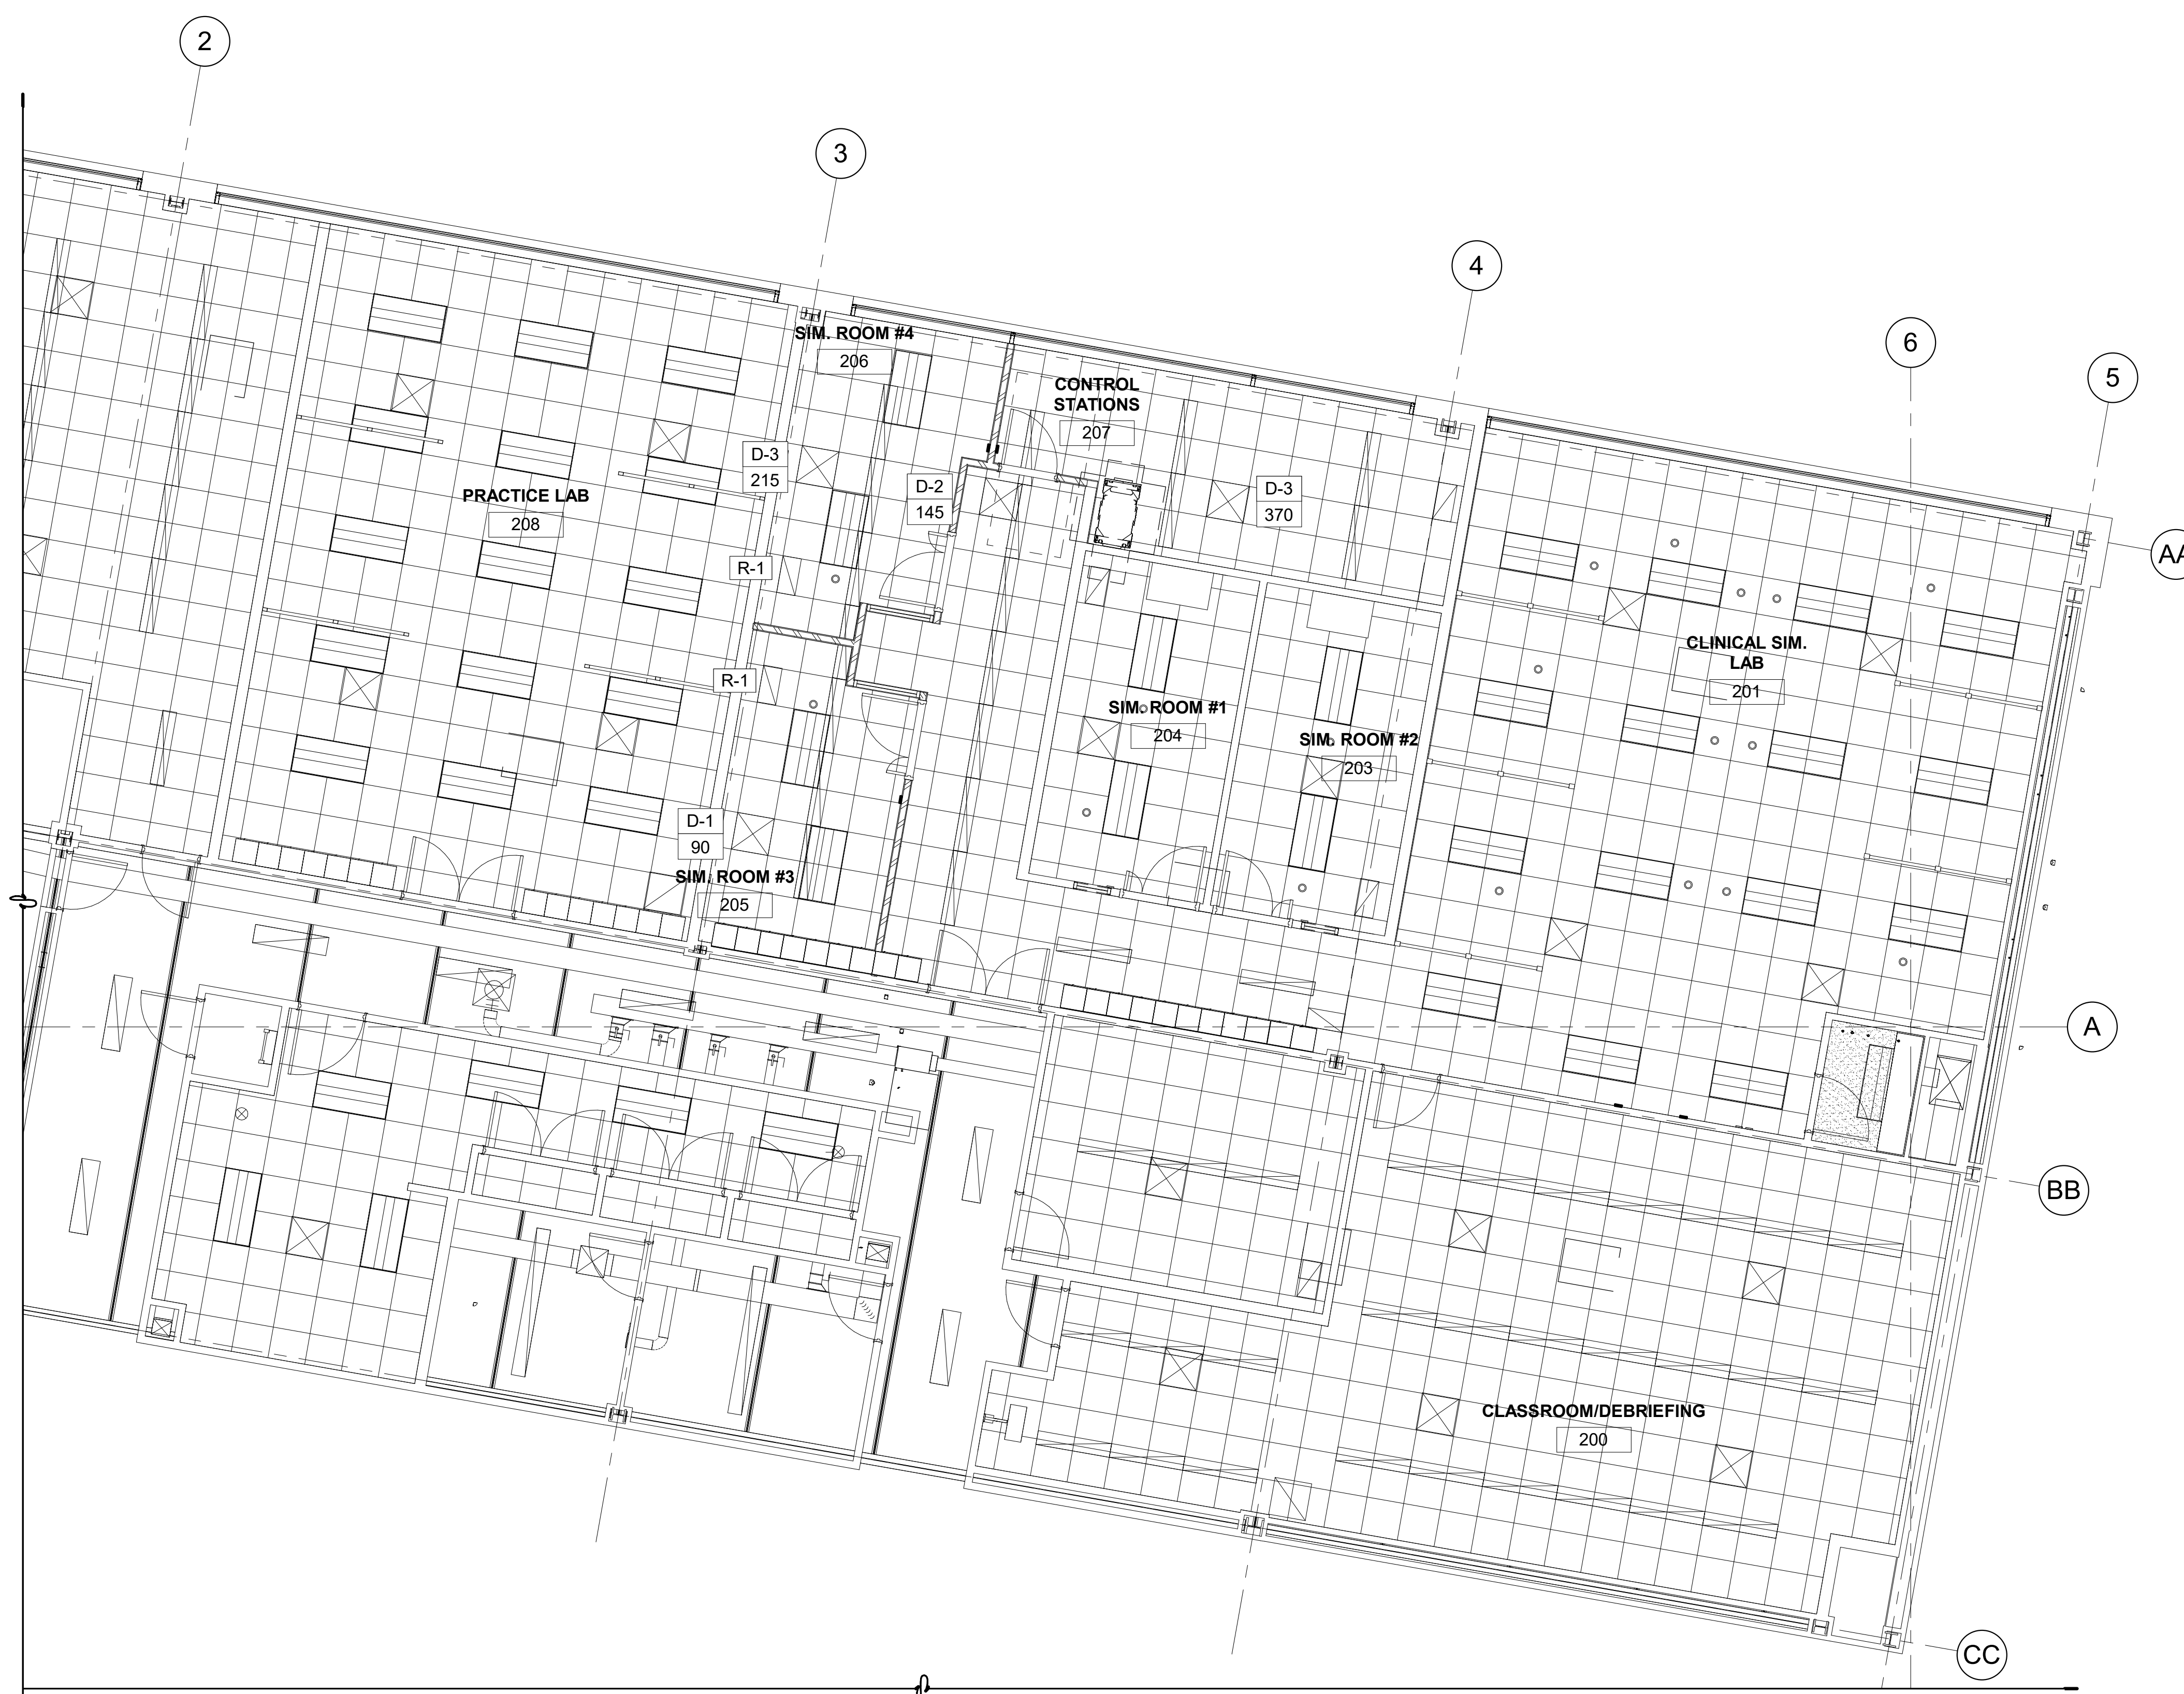 2
3
4
6
5
SIM. ROOM #4
206
CONTROL
STATIONS
207
D-3
215
D-2
145
D-3
370
PRACTICE LAB
208
AA
R-1
CLINICAL SIM.
LAB
201
R-1
SIM. ROOM #1
204
SIM. ROOM #2
203
D-1
90
SIM. ROOM #3
205
A
BB
CLASSROOM/DEBRIEFING
200
CC